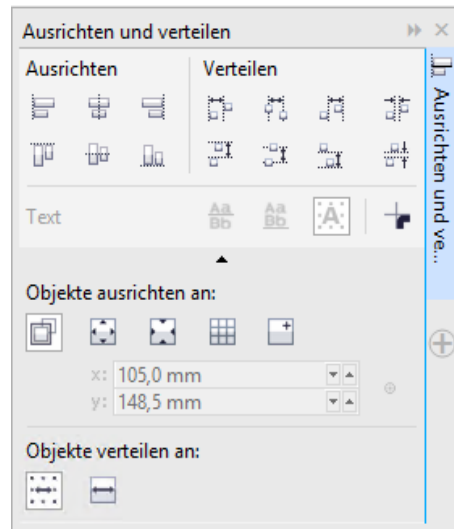 Ausrichten und verteilen
Ausrichten
Verteilen
Text
Aa
Bb
Aa
Bb
A
Objekte ausrichten an:
x: 105,0 mm
y: 148,5 mm
Objekte verteilen an:
Ausrichten und ve...